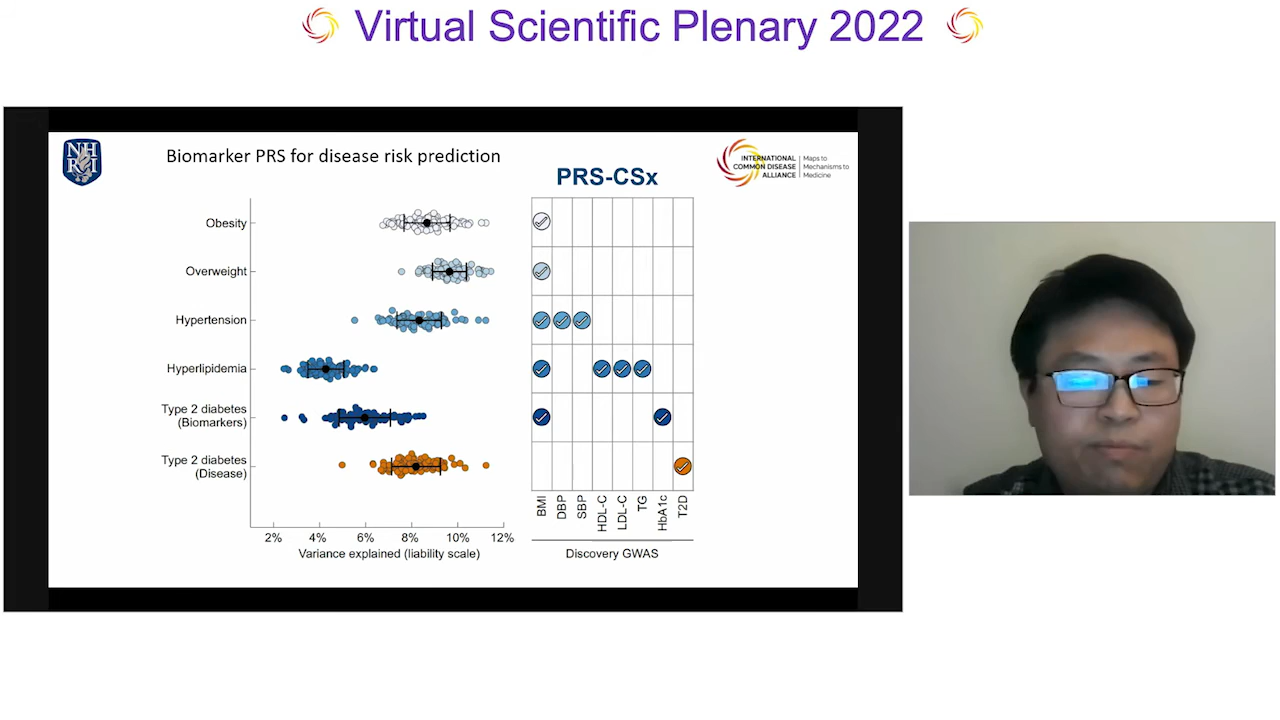 Virtual Scientific Plenary 2022
NH
RI
Biomarker PRS for disease risk prediction
INTERNATIONAL
COMMON DISEASE
ALLIANCE
Maps to
Mechanisms to
Medicine
PRS-CSx
Obesity
Overweight
Hypertension
Hyperlipidemia
Type 2 diabetes
(Biomarkers)
Type 2 diabetes
(Disease)
2% 4% 6% 8% 10% 12%
Variance explained (liability scale)
BMI
DBP
SBP
HDL-C
LDL-C
TG
HbA1c
T2D
Discovery GWAS